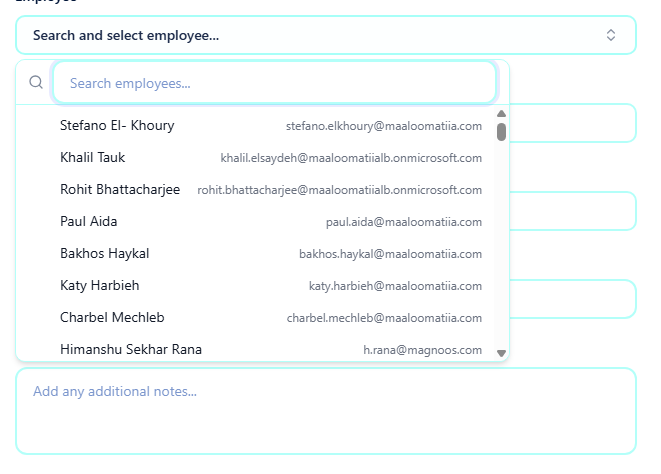 Employee
Search and select employee...
Search employees...
Stefano El- Khoury stefano.elkhoury@maaloomatiia.com
Khalil Tauk khalil.elsaydeh@maaloomatiialb.onmicrosoft.com
Rohit Bhattacharjee rohit.bhattacharjee@maaloomatiialb.onmicrosoft.com
Paul Aida paul.aida@maaloomatiia.com
Bakhos Haykal bakhos.haykal@maaloomatiia.com
Katy Harbieh katy.harbieh@maaloomatiia.com
Charbel Mechleb charbel.mechleb@maaloomatiia.com
Himanshu Sekhar Rana h.rana@magnoos.com
Add any additional notes...